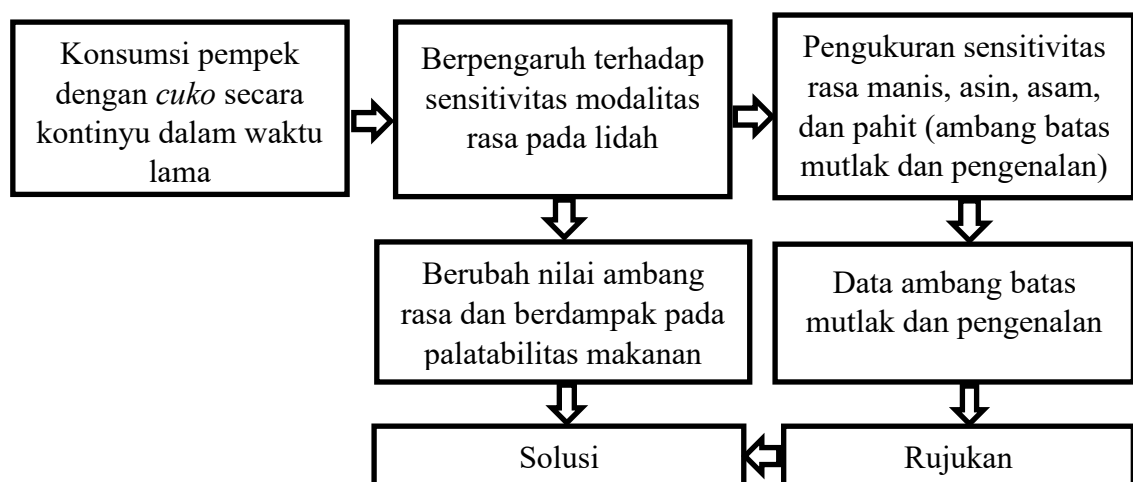 Konsumsi pempek
dengan cuko secara
kontinyu dalam waktu
lama
Berpengaruh terhadap
sensitivitas modalitas
rasa pada lidah
Pengukuran sensitivitas
rasa manis, asin, asam,
dan pahit (ambang batas
mutlak dan pengenalan)
Berubah nilai ambang
rasa dan berdampak pada
palatabilitas makanan
Data ambang batas
mutlak dan pengenalan
Solusi
Rujukan